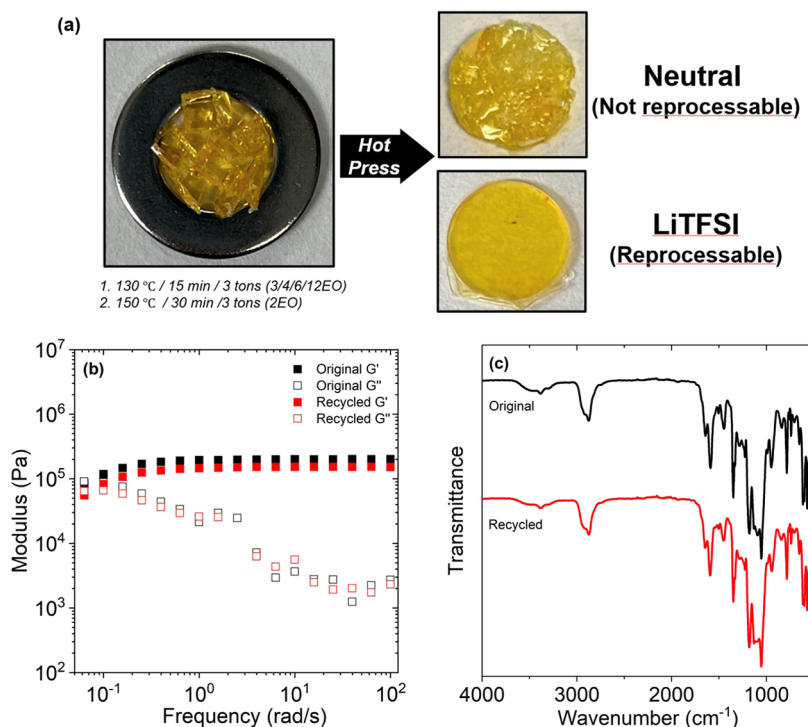 (a)
Hot
Press
Neutral
(Not reprocessable)
LiTFSI
(Reprocessable)
1. 130 ℃ / 15 min / 3 tons (3/4/6/12EO)
2. 150 ℃ / 30 min /3 tons (2EO)
(b)
10⁷
10⁶
10⁵
10⁴
10³
10²
Modulus (Pa)
Original G'
Original G"
Recycled G'
Recycled G"
10⁻¹
10⁰
10¹
10²
Frequency (rad/s)
(c)
Transmittance
Original
Recycled
4000
3000
2000
1000
Wavenumber (cm⁻¹)